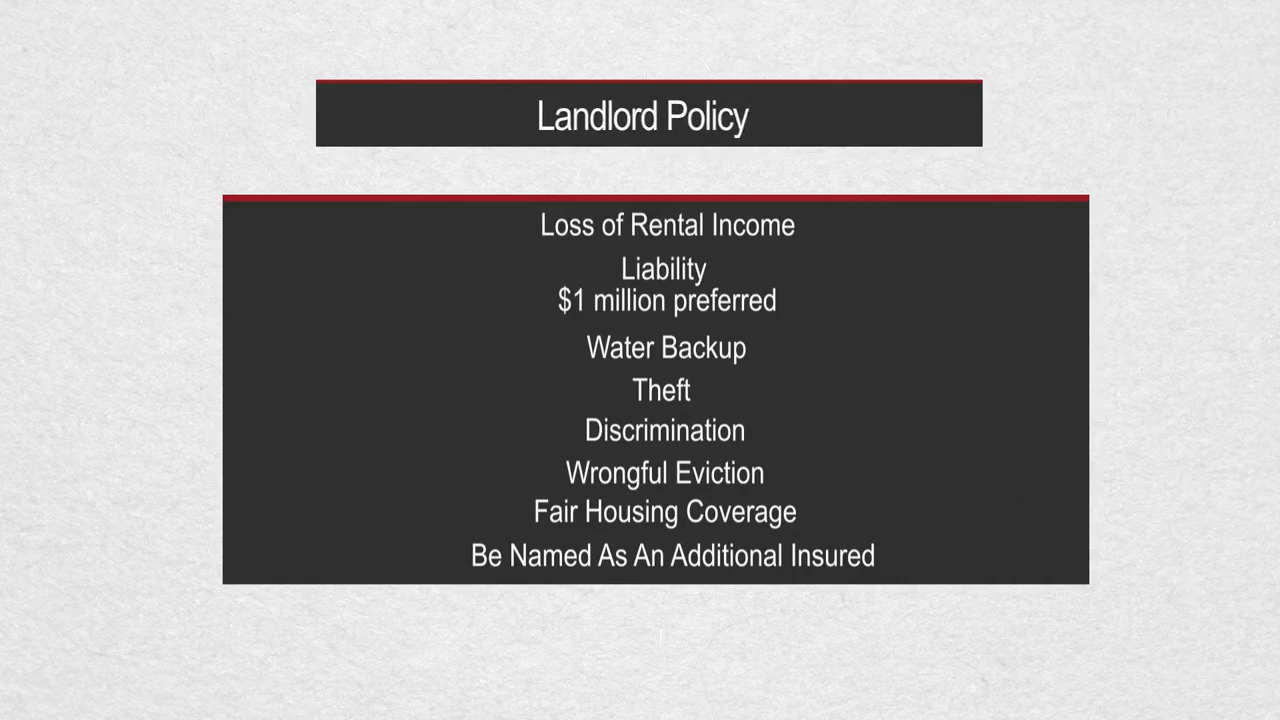 Landlord Policy
Loss of Rental Income
Liability
$1 million preferred
Water Backup
Theft
Discrimination
Wrongful Eviction
Fair Housing Coverage
Be Named As An Additional Insured